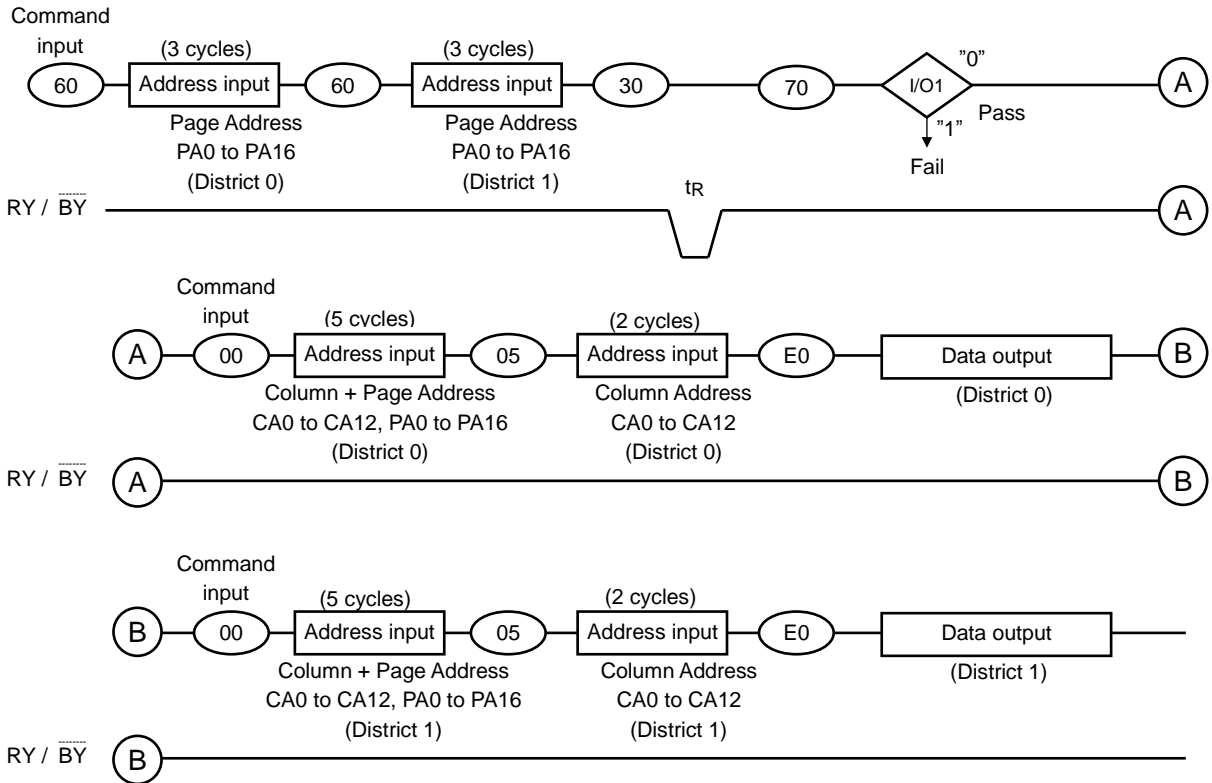 Command
input
(3 cycles)
(3 cycles)
"0"
60
Address input
60
Address input
30
70
I/O1
A
Page Address
PA0 to PA16
(District 0)
Page Address
PA0 to PA16
(District 1)
"1"
Pass
Fail
tR
RY / BY
A
Command
input
(5 cycles)
(2 cycles)
A
00
Address input
05
Address input
E0
Data output
B
Column + Page Address
CA0 to CA12, PA0 to PA16
(District 0)
Column Address
CA0 to CA12
(District 0)
(District 0)
RY / BY
A
B
Command
input
(5 cycles)
(2 cycles)
B
00
Address input
05
Address input
E0
Data output
Column + Page Address
CA0 to CA12, PA0 to PA16
(District 1)
Column Address
CA0 to CA12
(District 1)
(District 1)
RY / BY
B